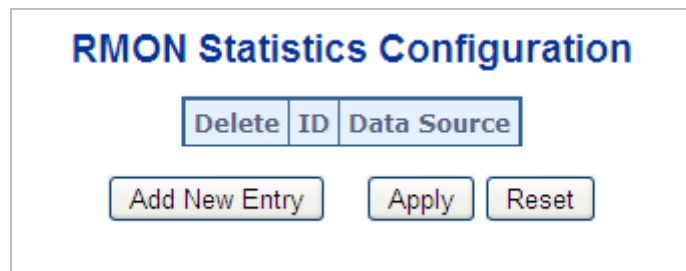 RMON Statistics Configuration
Delete ID Data Source
Add New Entry Apply Reset